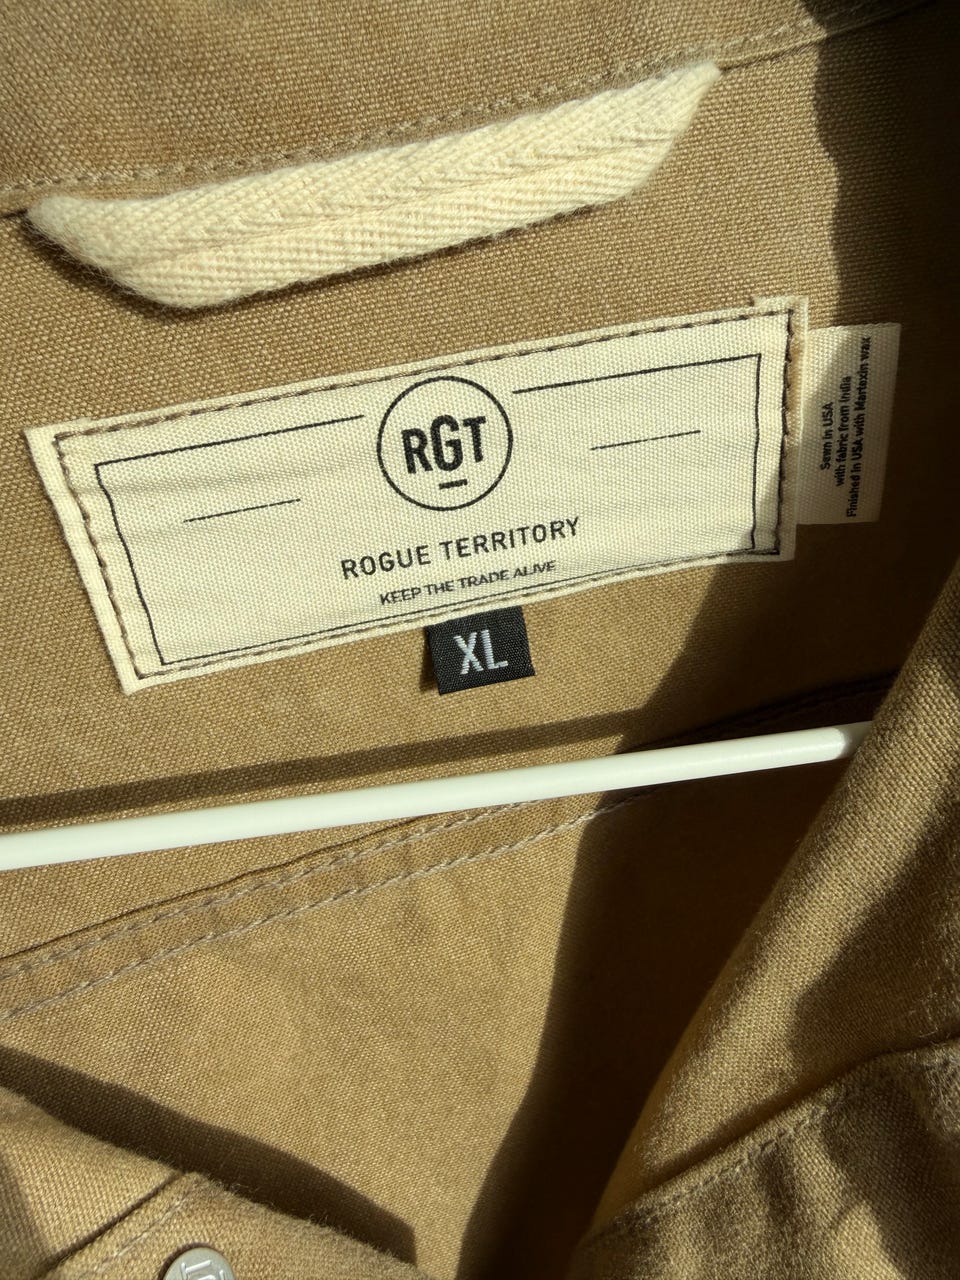 RGT
ROGUE TERRITORY
KEEP THE TRADE ALIVE
XL
Sewn in USA
with fabric from India
Finished in USA with Martexin wax